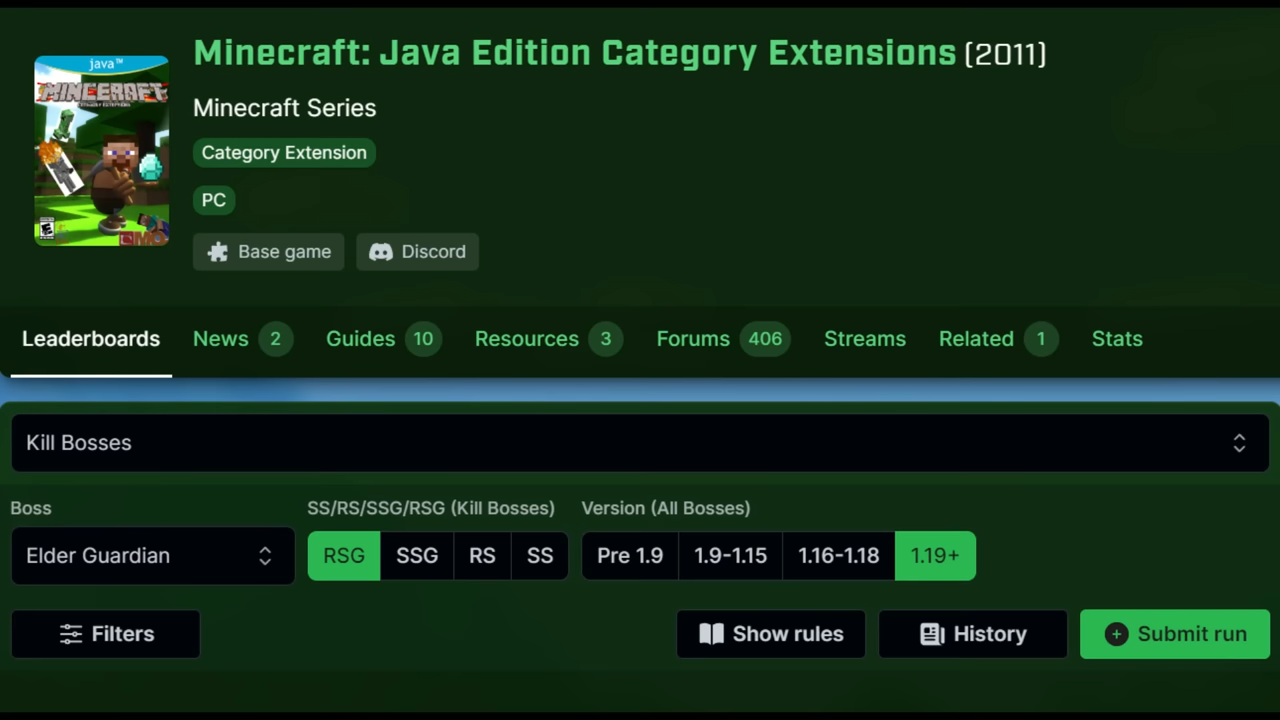 Minecraft: Java Edition Category Extensions (2011)
java™
MINECRAFT
Minecraft Series
Category Extension
PC
Base game
Discord
Leaderboards
News 2
Guides 10
Resources 3
Forums 406
Streams
Related 1
Stats
Kill Bosses
Boss
SS/RS/SSG/RSG (Kill Bosses)
Version (All Bosses)
Elder Guardian
RSG SSG RS SS
Pre 1.9 1.9-1.15 1.16-1.18 1.19+
Filters
Show rules
History
Submit run